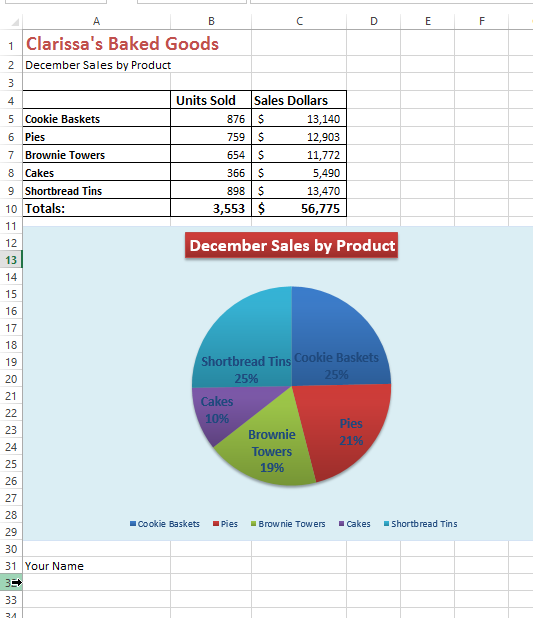 A B C D E F
1 Clarissa's Baked Goods
2 December Sales by Product
3
4 Units Sold Sales Dollars
5 Cookie Baskets 876 $ 13,140
6 Pies 759 $ 12,903
7 Brownie Towers 654 $ 11,772
8 Cakes 366 $ 5,490
9 Shortbread Tins 898 $ 13,470
10 Totals: 3,553 $ 56,775
11
12
December Sales by Product
13
14
15
16
17
18
19
Shortbread Tins
25%
Cookie Baskets
25%
20
21
Cakes
10%
22
Pies
21%
23
Brownie
Towers
19%
24
25
26
27
28
Cookie Baskets Pies Brownie Towers Cakes Shortbread Tins
29
30
31 Your Name
33
34